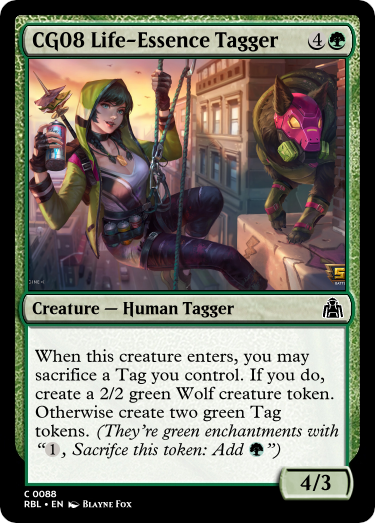 CG08 Life-Essence Tagger 4
Creature — Human Tagger
When this creature enters, you may
sacrifice a Tag you control. If you do,
create a 2/2 green Wolf creature token.
Otherwise create two green Tag
tokens. (They're green enchantments with
“1, Sacrifce this token: Add ”)
4/3
C 0088
RBL • EN Blayne Fox